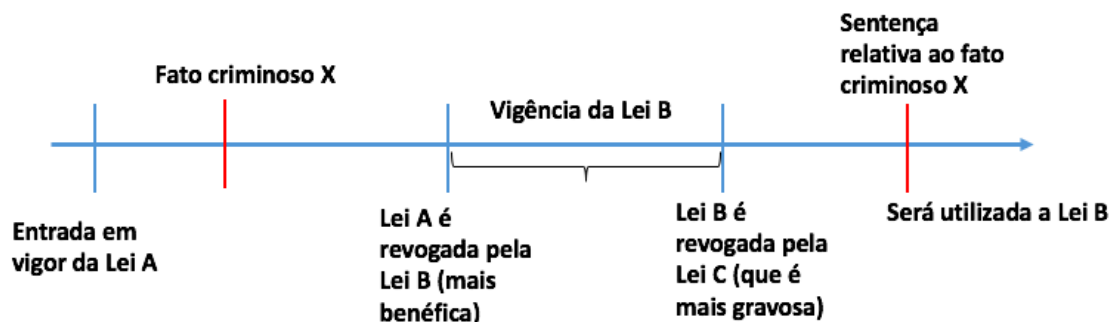 Fato criminoso X
Vigência da Lei B
Sentença
relativa ao fato
criminoso X
Entrada em
vigor da Lei A
Lei A é
revogada pela
Lei B (mais
benéfica)
Lei B é
revogada pela
Lei C (que é
mais gravosa)
Será utilizada a Lei B